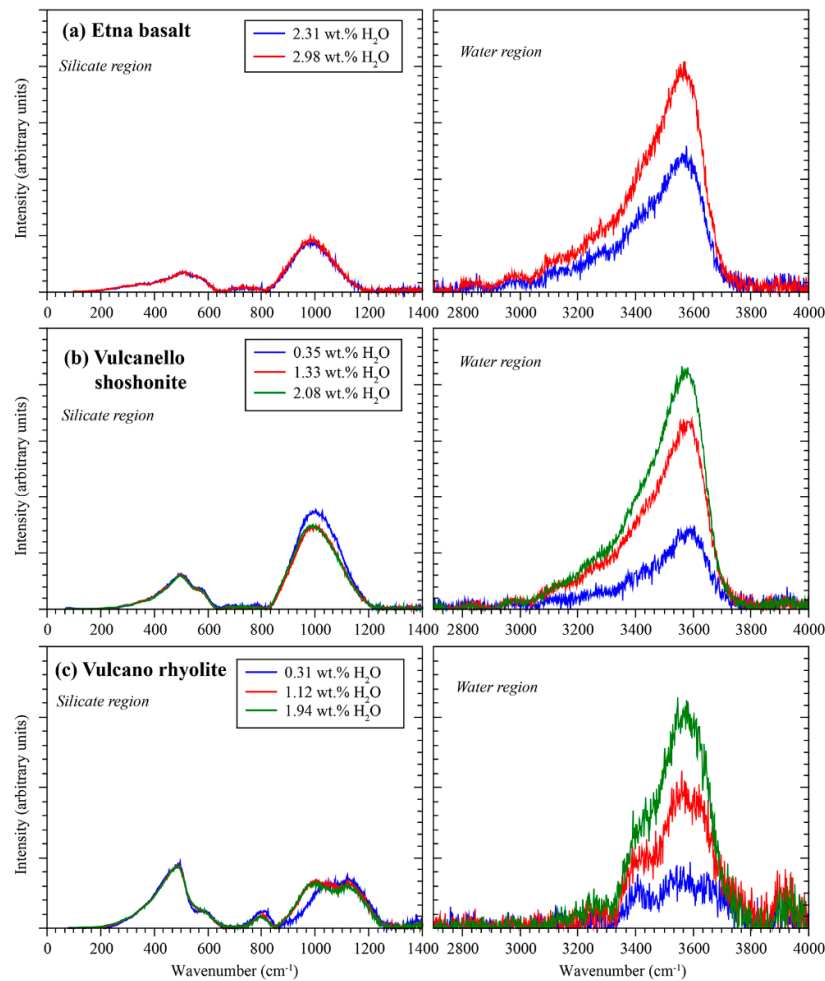 (a) Etna basalt
Silicate region
2.31 wt.% H₂O
2.98 wt.% H₂O
Water region
Intensity (arbitrary units)
0 200 400 600 800 1000 1200 1400
2800 3000 3200 3400 3600 3800 4000
(b) Vulcanello
shoshonite
Silicate region
0.35 wt.% H₂O
1.33 wt.% H₂O
2.08 wt.% H₂O
Water region
Intensity (arbitrary units)
0 200 400 600 800 1000 1200 1400
2800 3000 3200 3400 3600 3800 4000
(c) Vulcano rhyolite
Silicate region
0.31 wt.% H₂O
1.12 wt.% H₂O
1.94 wt.% H₂O
Water region
Intensity (arbitrary units)
0 200 400 600 800 1000 1200 1400
2800 3000 3200 3400 3600 3800 4000
Wavenumber (cm⁻¹)
Wavenumber (cm⁻¹)